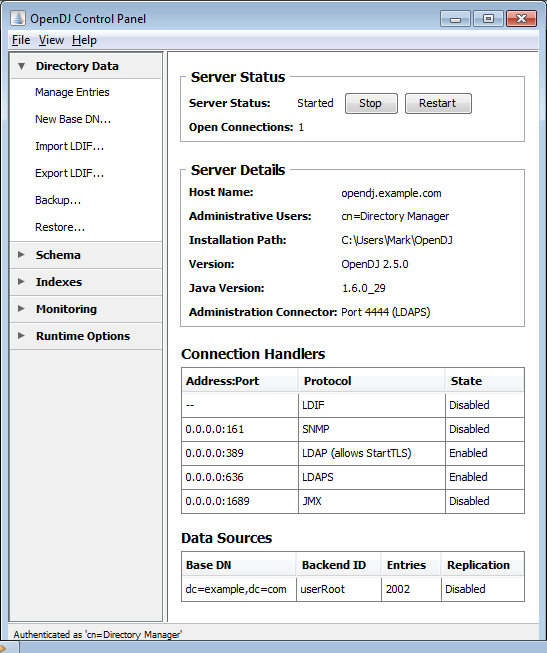 OpenDJ Control Panel
File View Help
Directory Data
Manage Entries
New Base DN...
Import LDIF...
Export LDIF...
Backup...
Restore...
Schema
Indexes
Monitoring
Runtime Options
Server Status
Server Status: Started Stop Restart
Open Connections: 1
Server Details
Host Name: opendj.example.com
Administrative Users: cn=Directory Manager
Installation Path: C:\Users\Mark\OpenDJ
Version: OpenDJ 2.5.0
Java Version: 1.6.0_29
Administration Connector: Port 4444 (LDAPS)
Connection Handlers
Address:Port Protocol State
-- LDIF Disabled
0.0.0.0:161 SNMP Disabled
0.0.0.0:389 LDAP (allows StartTLS) Enabled
0.0.0.0:636 LDAPS Enabled
0.0.0.0:1689 JMX Disabled
Data Sources
Base DN Backend ID Entries Replication
dc=example,dc=com userRoot 2002 Disabled
Authenticated as 'cn=Directory Manager'